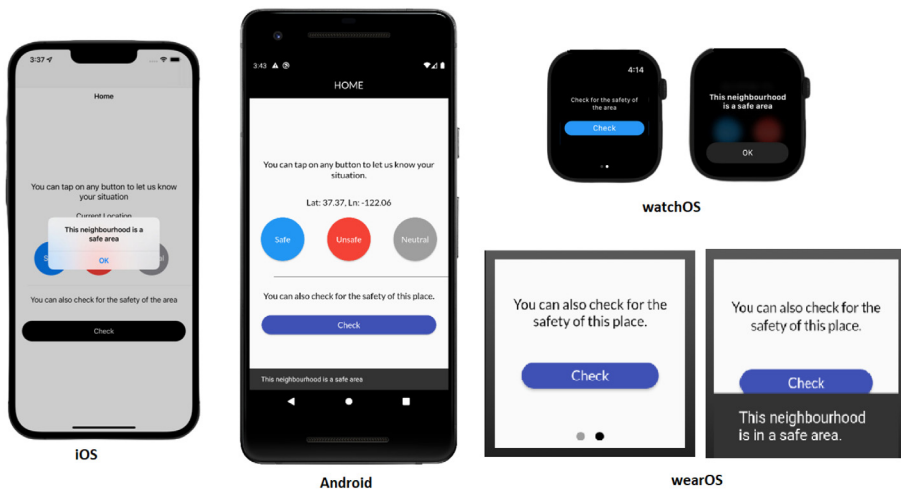 3:37
Home
You can tap on any button to let us know
your situation
Current Location
This neighbourhood is a
safe area
OK
You can also check for the safety of the area
Check
iOS
3:43
HOME
You can tap on any button to let us know your
situation.
Lat: 37.37, Ln: -122.06
Safe
Unsafe
Neutral
You can also check for the safety of this place.
Check
This neighbourhood is a safe area
Android
4:14
Check for the safety of
the area
Check
This neighbourhood
is a safe area
OK
watchOS
You can also check for the
safety of this place.
Check
You can also check for the
safety of this place.
Check
This neighbourhood
is in a safe area.
wearOS